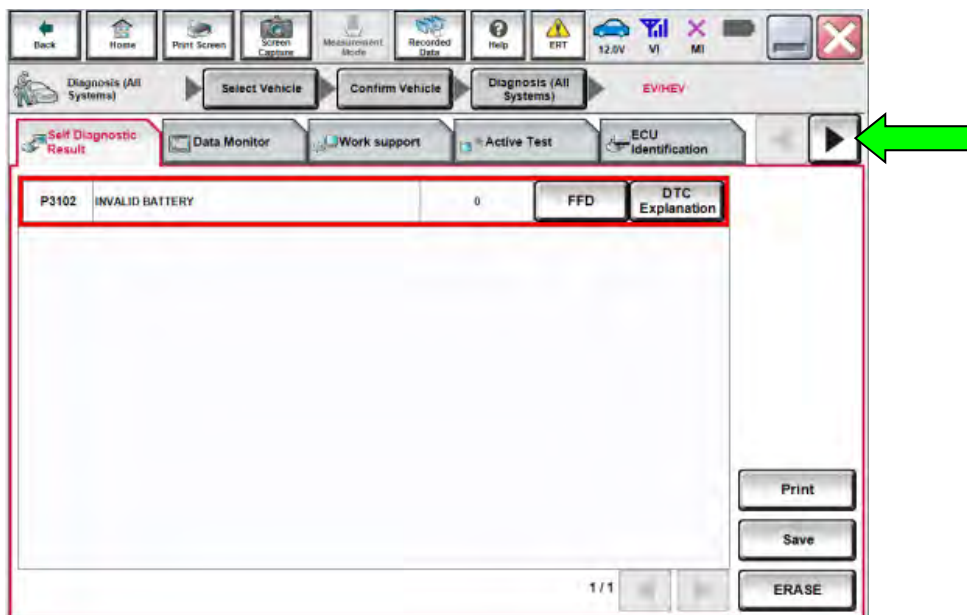 Back
Home
Print Screen
Screen
Capture
Measurement
Mode
Recorded
Data
Help
ERT
12.0V
VI
MI
Diagnosis (All
Systems)
Select Vehicle
Confirm Vehicle
Diagnosis (All
Systems)
EV/HEV
Self Diagnostic
Result
Data Monitor
Work support
Active Test
ECU
Identification
P3102 INVALID BATTERY 0 FFD DTC
Explanation
Print
Save
1/1
ERASE